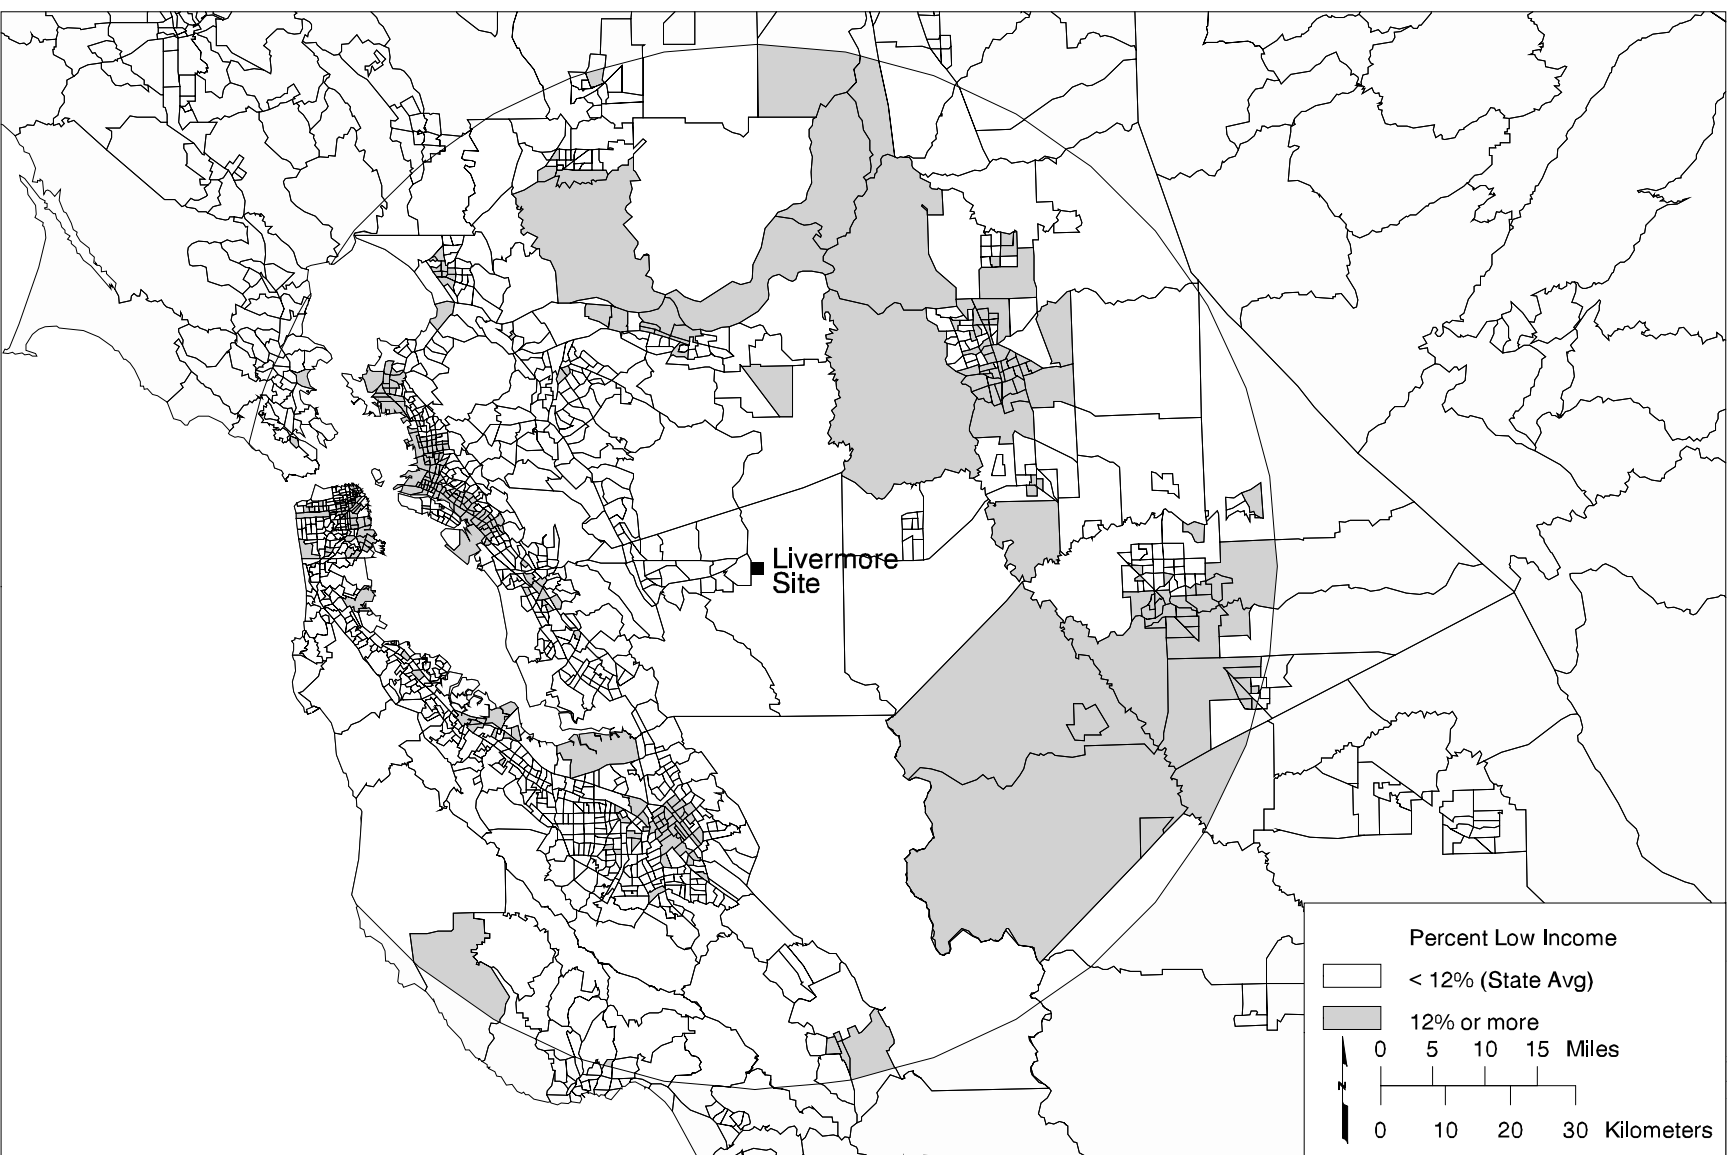 Livermore
Site
Percent Low Income
< 12% (State Avg)
12% or more
0 5 10 15 Miles
N
0 10 20 30 Kilometers